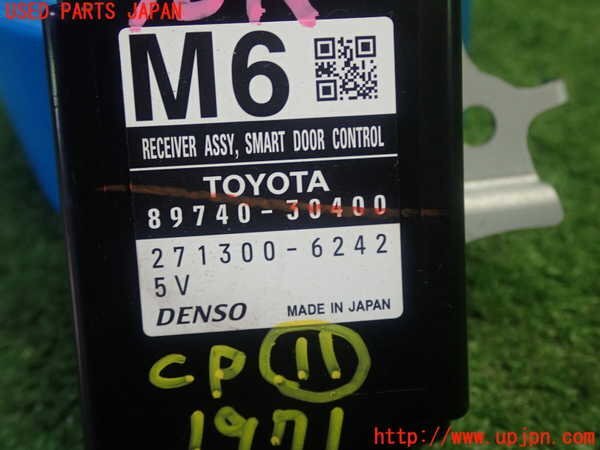 USED PARTS JAPAN
M6
RECEIVER ASSY, SMART DOOR CONTROL
TOYOTA
89740-30400
271300-6242
5V
DENSO MADE IN JAPAN
CP 11
1971
http://www.upjpn.com/